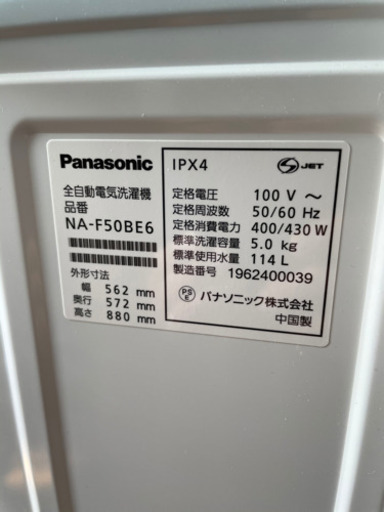 Panasonic
全自動電気洗濯機
品番
NA-F50BE6
外形寸法
幅 562 mm
奥行 572 mm
高さ 880 mm
IPX4
S JET
定格電圧 100 V ～
定格周波数 50/60 Hz
定格消費電力 400/430 W
標準洗濯容量 5.0 kg
標準使用水量 114 L
製造番号 1962400039
PS E パナソニック株式会社
中国製